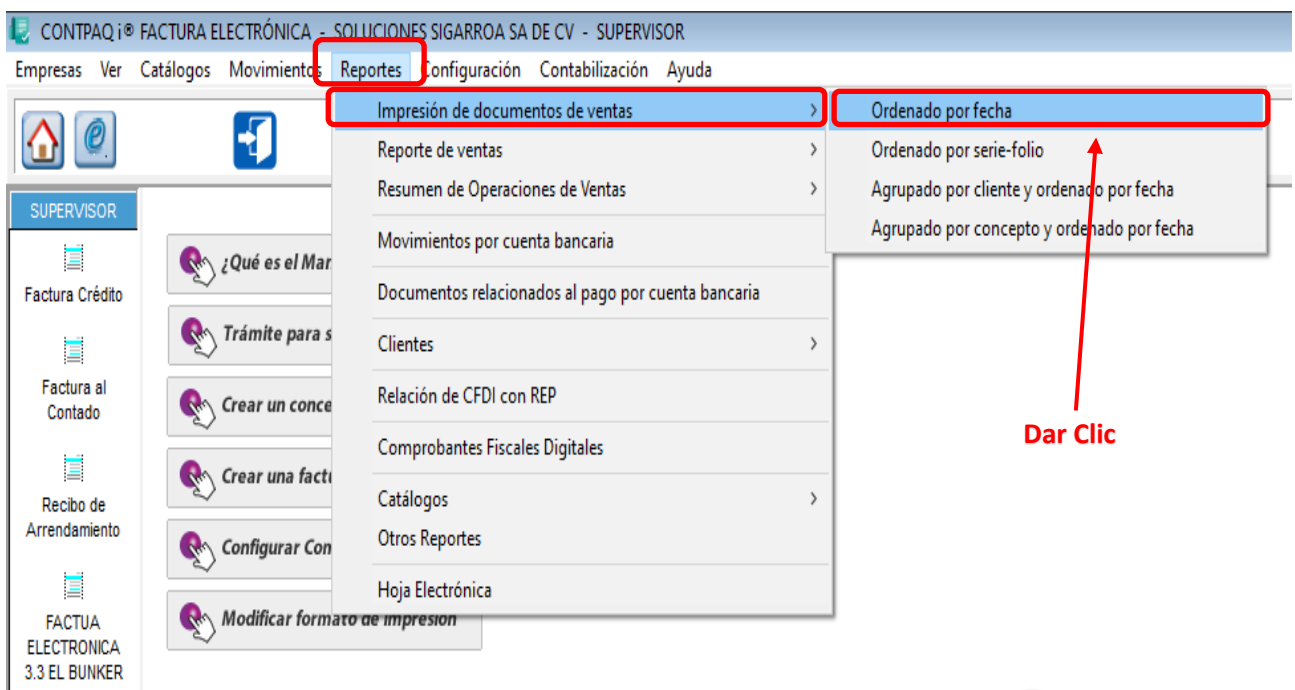 CONTPAQ i® FACTURA ELECTRÓNICA - SOLUCIONES SIGARROA SA DE CV - SUPERVISOR
Empresas Ver Catálogos Movimientos Reportes Configuración Contabilización Ayuda
Impresión de documentos de ventas
Reporte de ventas
Resumen de Operaciones de Ventas
Movimientos por cuenta bancaria
Documentos relacionados al pago por cuenta bancaria
Clientes
Relación de CFDI con REP
Comprobantes Fiscales Digitales
Catálogos
Otros Reportes
Hoja Electrónica
Ordenado por fecha
Ordenado por serie-folio
Agrupado por cliente y ordenado por fecha
Agrupado por concepto y ordenado por fecha
Dar Clic
SUPERVISOR
Factura Crédito
Factura al
Contado
Recibo de
Arrendamiento
FACTUA
ELECTRONICA
3.3 EL BUNKER
¿Qué es el Mar
Trámite para s
Crear un conce
Crear una factu
Configurar Con
Modificar formato de impresión